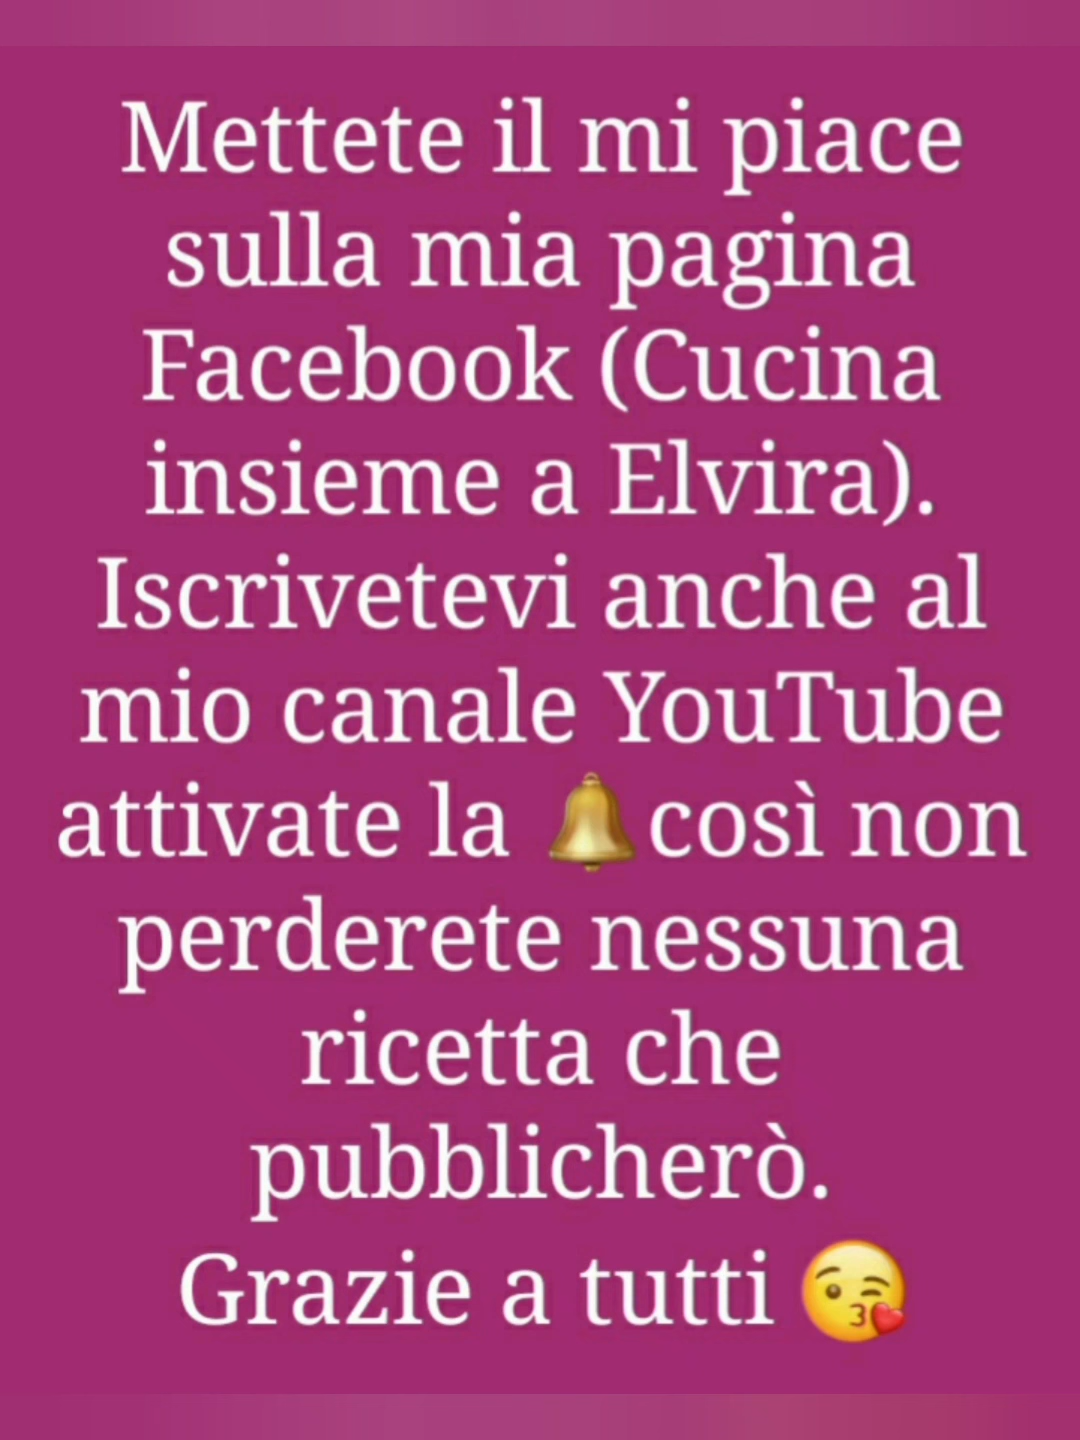 Mettete il mi piace
sulla mia pagina
Facebook (Cucina
insieme a Elvira).
Iscrivetevi anche al
mio canale YouTube
attivate la 🔔così non
perderete nessuna
ricetta che
pubblicherò.
Grazie a tutti 😘